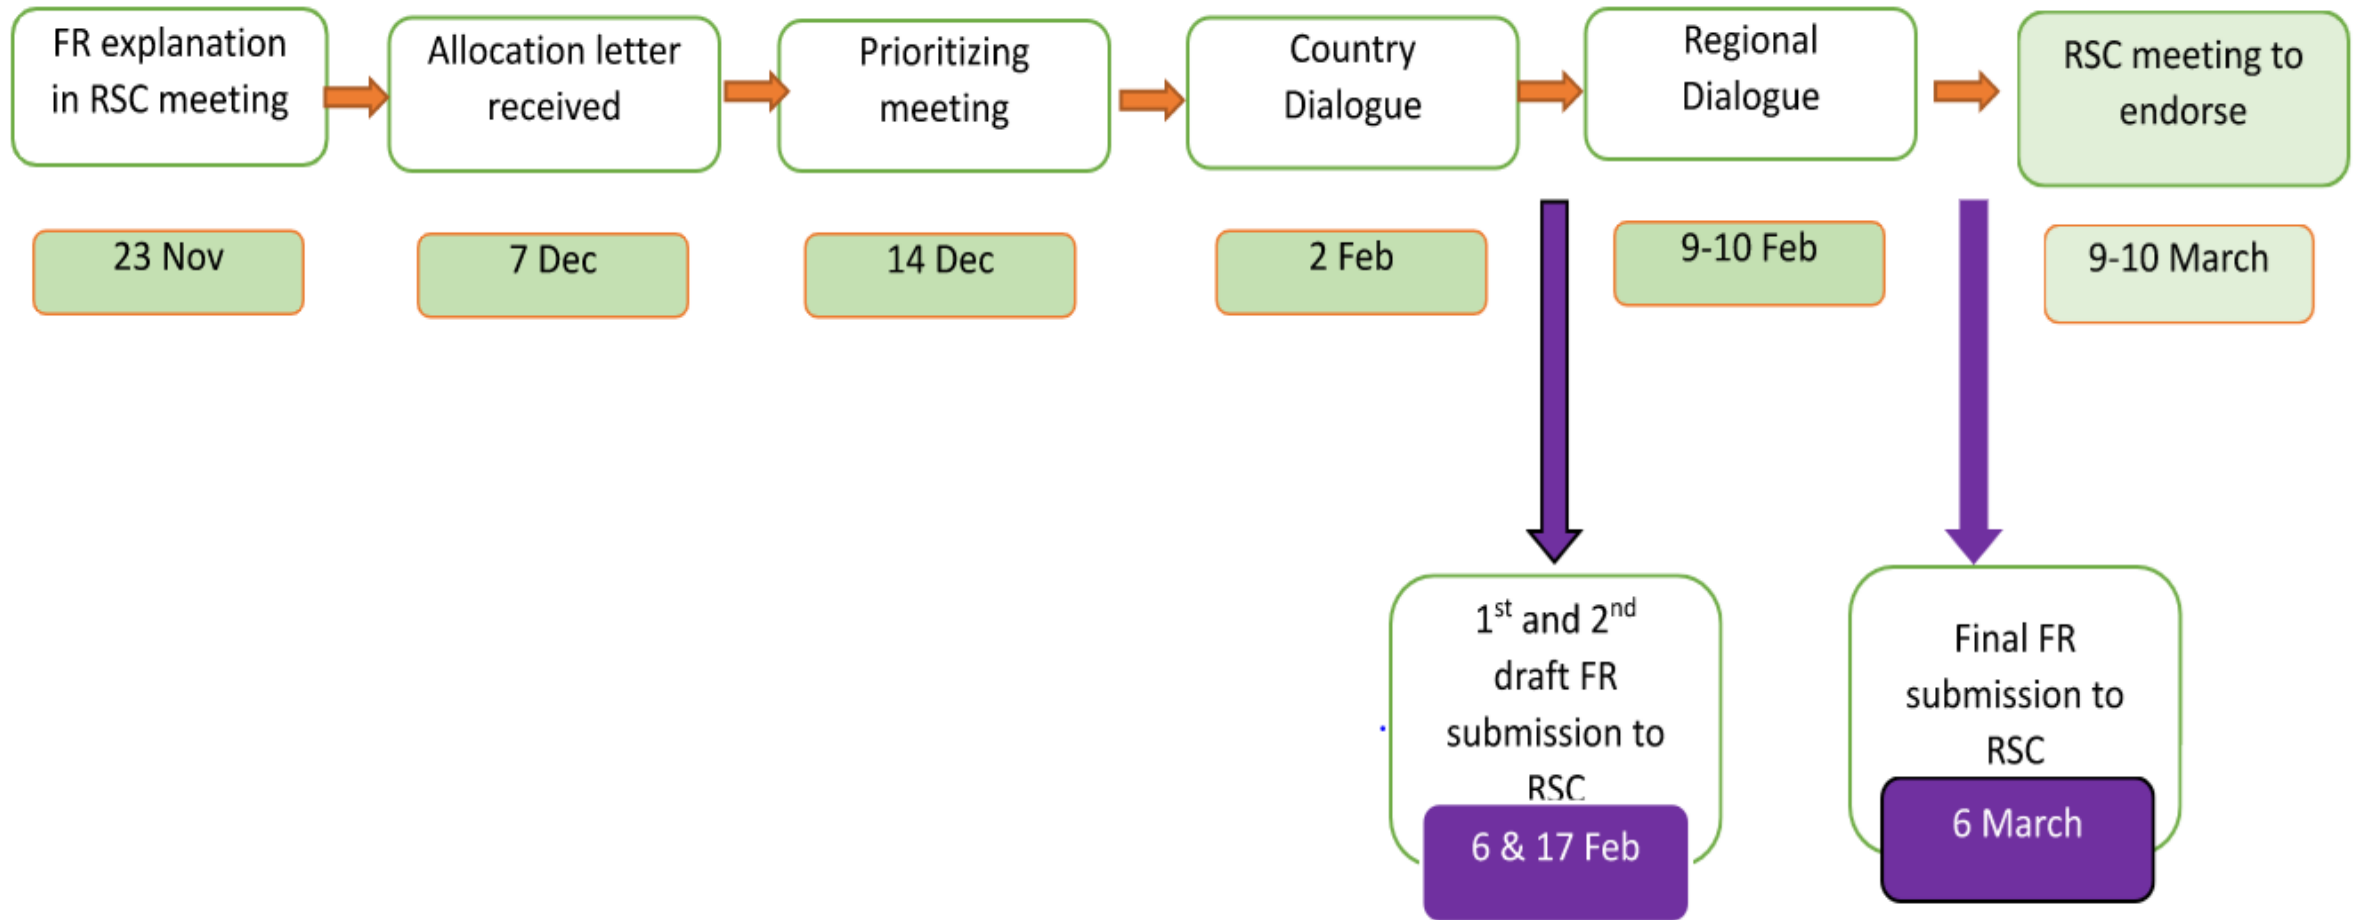 FR explanation
in RSC meeting
Allocation letter
received
Prioritizing
meeting
Country
Dialogue
Regional
Dialogue
RSC meeting to
endorse
23 Nov
7 Dec
14 Dec
2 Feb
9-10 Feb
9-10 March
1st and 2nd
draft FR
submission to
RSC
6 & 17 Feb
Final FR
submission to
RSC
6 March